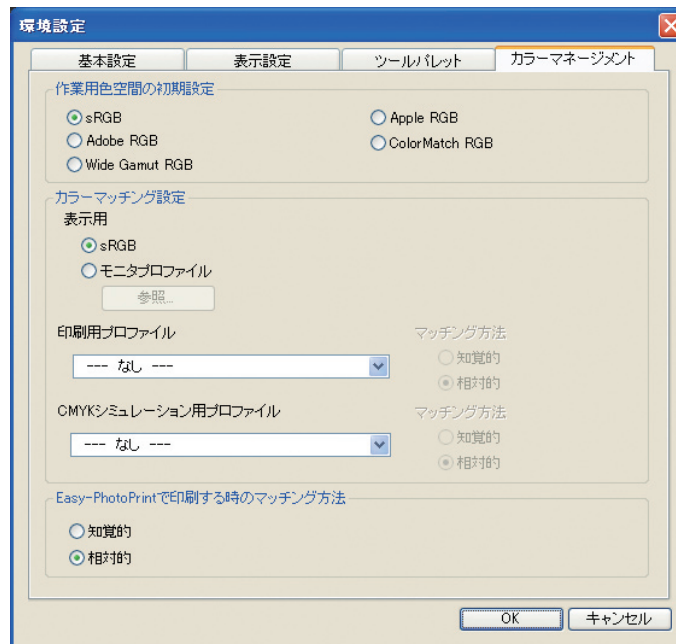 環境設定
基本設定 表示設定 ツールパレット カラーマネージメント
作業用色空間の初期設定
sRGB Apple RGB
Adobe RGB ColorMatch RGB
Wide Gamut RGB
カラーマッチング設定
表示用
sRGB
モニタプロファイル
参照...
印刷用プロファイル マッチング方法
--- なし --- 知覚的
相対的
CMYKシミュレーション用プロファイル マッチング方法
--- なし --- 知覚的
相対的
Easy-PhotoPrintで印刷する時のマッチング方法
知覚的
相対的
OK キャンセル